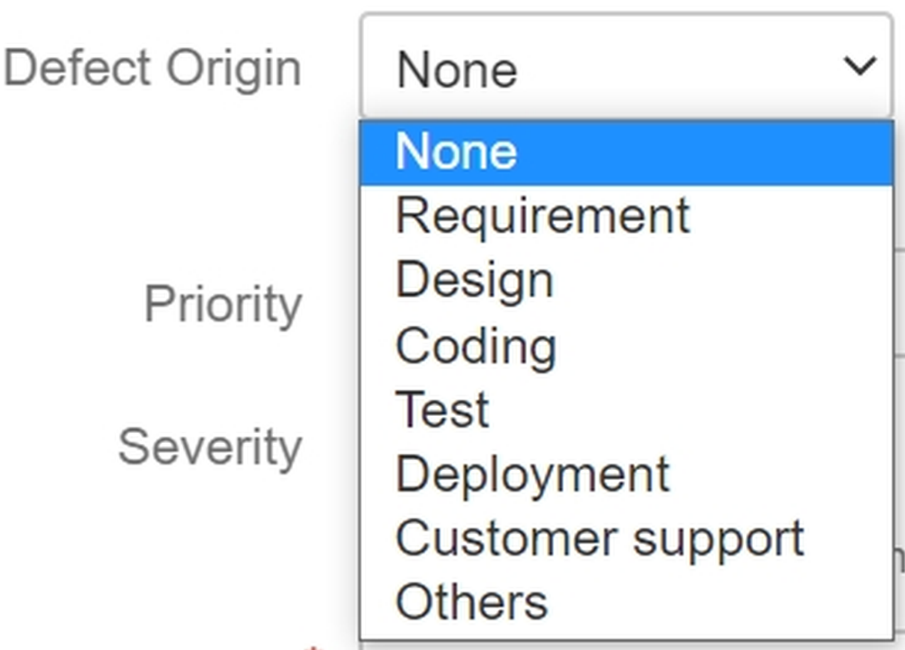 Defect Origin None
None
Requirement
Design
Priority
Coding
Test
Severity
Deployment
Customer support
Others
*